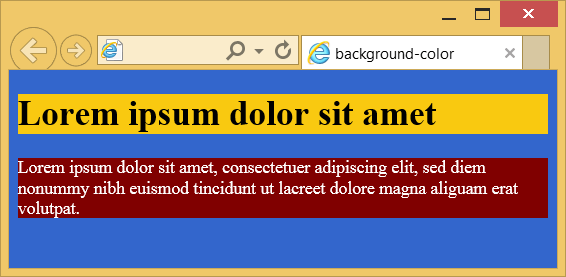 background-color
Lorem ipsum dolor sit amet
Lorem ipsum dolor sit amet, consectetuer adipiscing elit, sed diem
nonummy nibh euismod tincidunt ut lacreet dolore magna aliguam erat
volutpat.